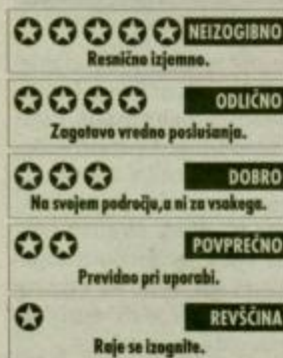 NEIZOGIBNO
Resnično izjemno.
ODLIČNO
Zagotovo vredno poslušanja.
DOBRO
Na svojem področju, a ni za vsakega.
POVPREČNO
Previdno pri uporabi.
REVŠČINA
Raje se izognite.